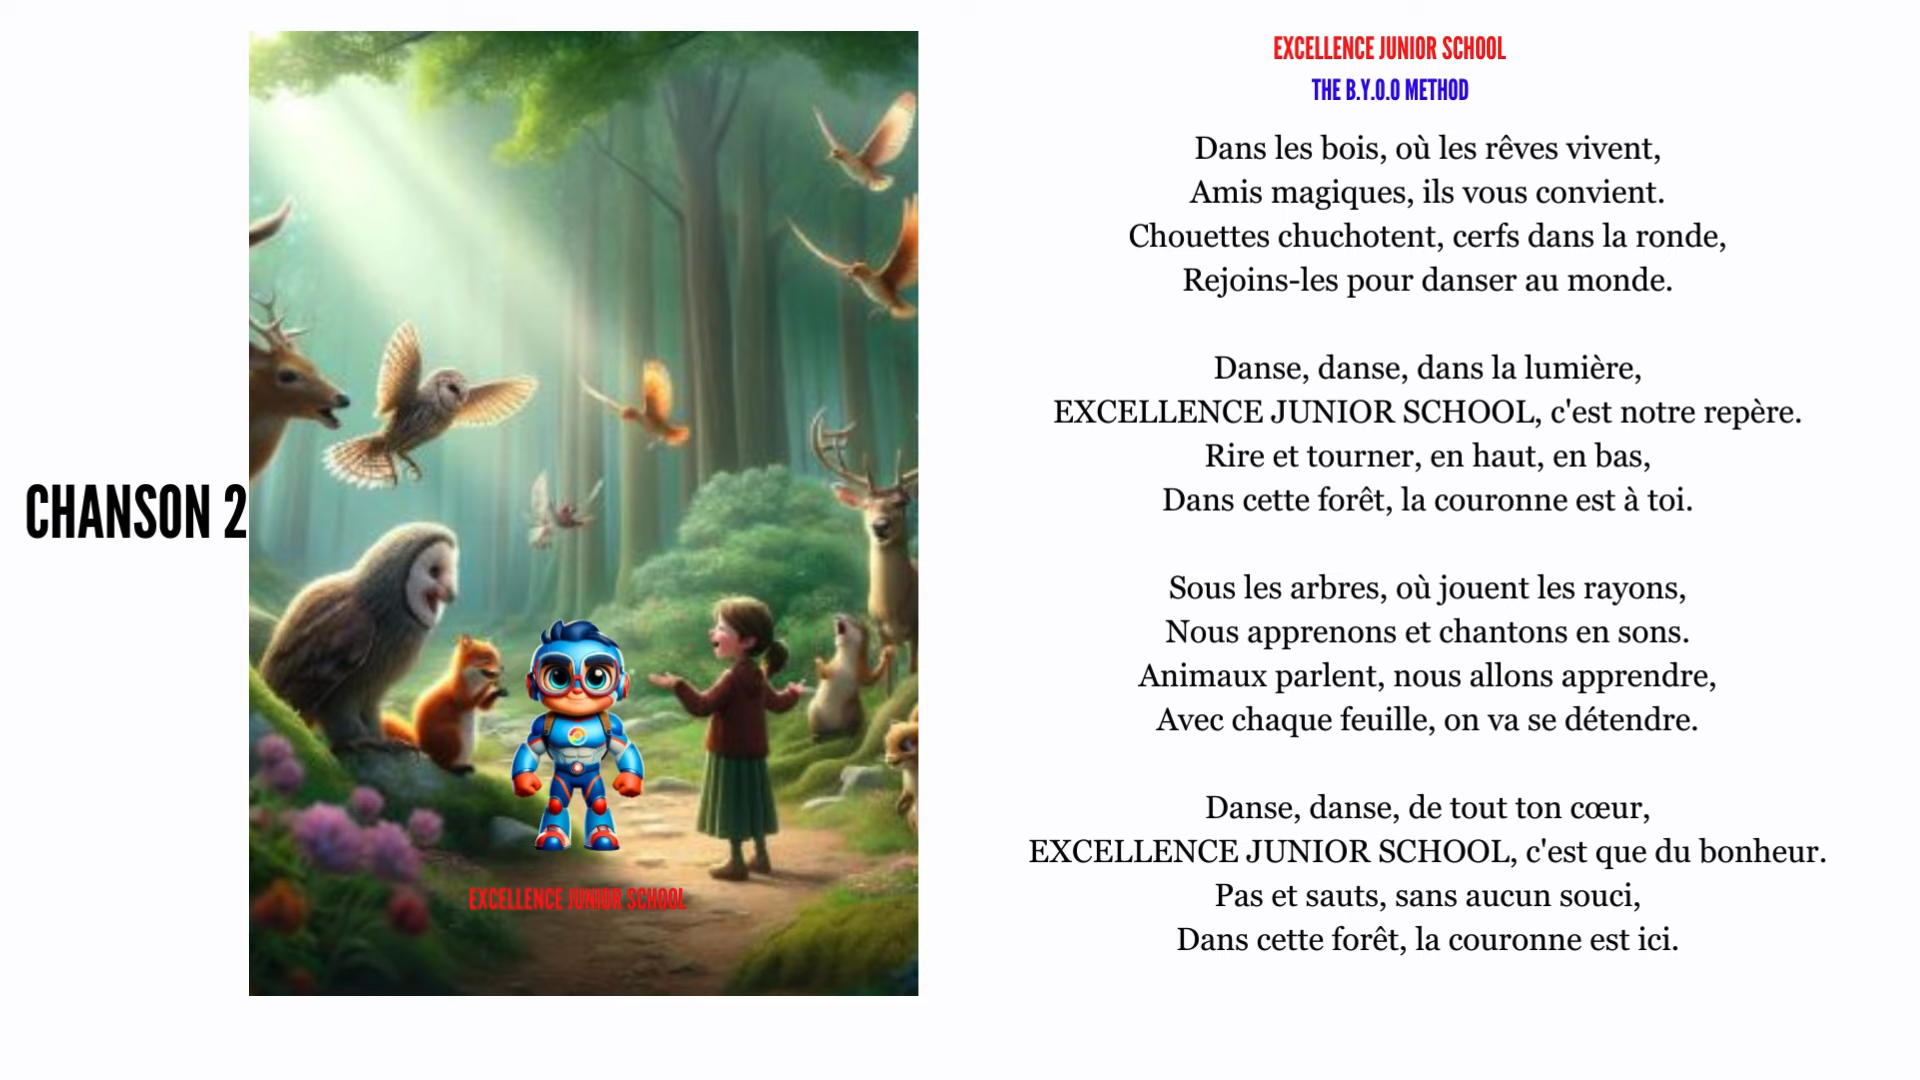 CHANSON 2
EXCELLENCE JUNIOR SCHOOL
EXCELLENCE JUNIOR SCHOOL
THE B.Y.O.O METHOD
Dans les bois, où les rêves vivent,
Amis magiques, ils vous convient.
Chouettes chuchotent, cerfs dans la ronde,
Rejoins-les pour danser au monde.
Danse, danse, dans la lumière,
EXCELLENCE JUNIOR SCHOOL, c'est notre repère.
Rire et tourner, en haut, en bas,
Dans cette forêt, la couronne est à toi.
Sous les arbres, où jouent les rayons,
Nous apprenons et chantons en sons.
Animaux parlent, nous allons apprendre,
Avec chaque feuille, on va se détendre.
Danse, danse, de tout ton cœur,
EXCELLENCE JUNIOR SCHOOL, c'est que du bonheur.
Pas et sauts, sans aucun souci,
Dans cette forêt, la couronne est ici.